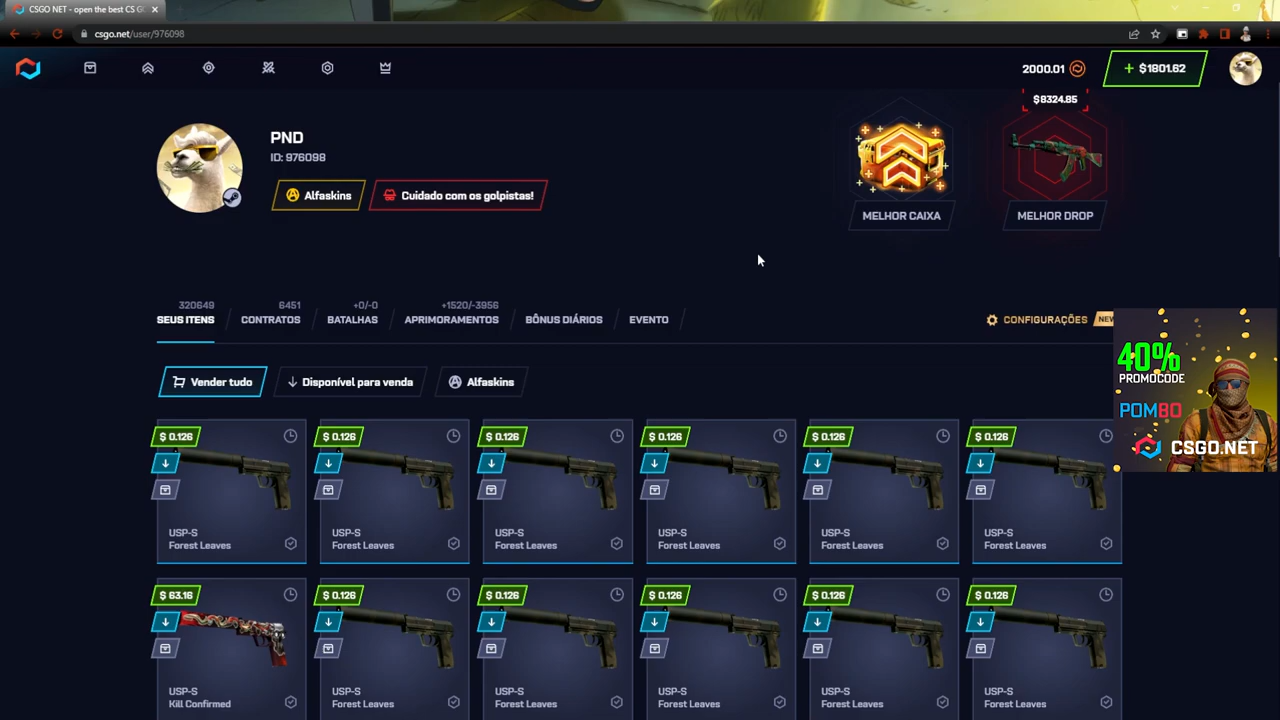 CSGO NET - open the best CS G
csgo.net/user/976098
2000.01
+ $1801.62
$8324.85
PND
ID: 976098
Alfaskins
Cuidado com os golpistas!
MELHOR CAIXA
MELHOR DROP
320649
6451
+0/-0
+1520/-3956
SEUS ITENS
CONTRATOS
BATALHAS
APRIMORAMENTOS
BÔNUS DIÁRIOS
EVENTO
CONFIGURAÇÕES
NEW
40%
PROMOCODE
POM80
CSGO.NET
Vender tudo
Disponível para venda
Alfaskins
$ 0.126
$ 0.126
$ 0.126
$ 0.126
$ 0.126
$ 0.126
USP-S
Forest Leaves
USP-S
Forest Leaves
USP-S
Forest Leaves
USP-S
Forest Leaves
USP-S
Forest Leaves
USP-S
Forest Leaves
$ 63.16
$ 0.126
$ 0.126
$ 0.126
$ 0.126
$ 0.126
USP-S
Kill Confirmed
USP-S
Forest Leaves
USP-S
Forest Leaves
USP-S
Forest Leaves
USP-S
Forest Leaves
USP-S
Forest Leaves